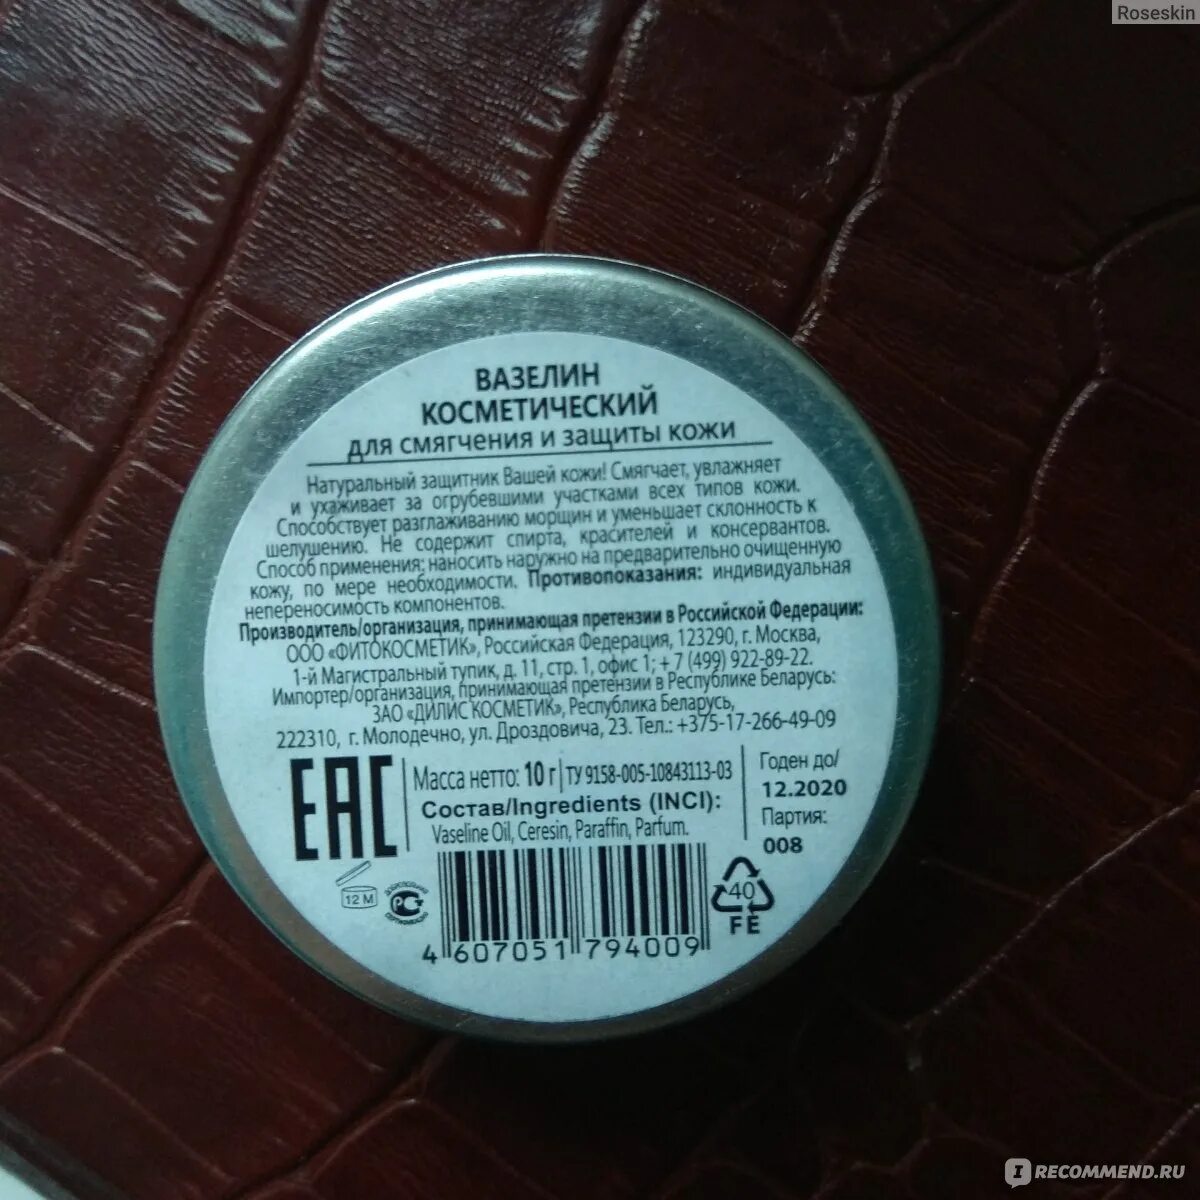 Roseskin
ВАЗЕЛИН
КОСМЕТИЧЕСКИЙ
для смягчения и защиты кожи
Натуральный защитник Вашей кожи! Смягчает, увлажняет
и ухаживает за огрубевшими участками всех типов кожи.
Способствует разглаживанию морщин и уменьшает склонность к
шелушению. Не содержит спирта, красителей и консервантов.
Способ применения: наносить наружно на предварительно очищенную
кожу, по мере необходимости. Противопоказания: индивидуальная
непереносимость компонентов.
Производитель/организация, принимающая претензии в Российской Федерации:
ООО «ФИТОКОСМЕТИК», Российская Федерация, 123290, г. Москва,
1-й Магистральный тупик, д. 11, стр. 1, офис 1; +7 (499) 922-89-22.
Импортер/организация, принимающая претензии в Республике Беларусь:
ЗАО «ДИЛИС КОСМЕТИК», Республика Беларусь,
222310, г. Молодечно, ул. Дроздовича, 23. Тел.: +375-17-266-49-09
EAC
Масса нетто: 10 г ТУ 9158-005-10843113-03
Состав/Ingredients (INCI):
Vaseline Oil, Ceresin, Paraffin, Parfum.
Годен до/
12.2020
Партия:
008
12 M
ДОБРОВОЛЬНАЯ
РС
СЕРТИФИКАЦИЯ
4 607051 794009
40
FE
IRECOMMEND.RU